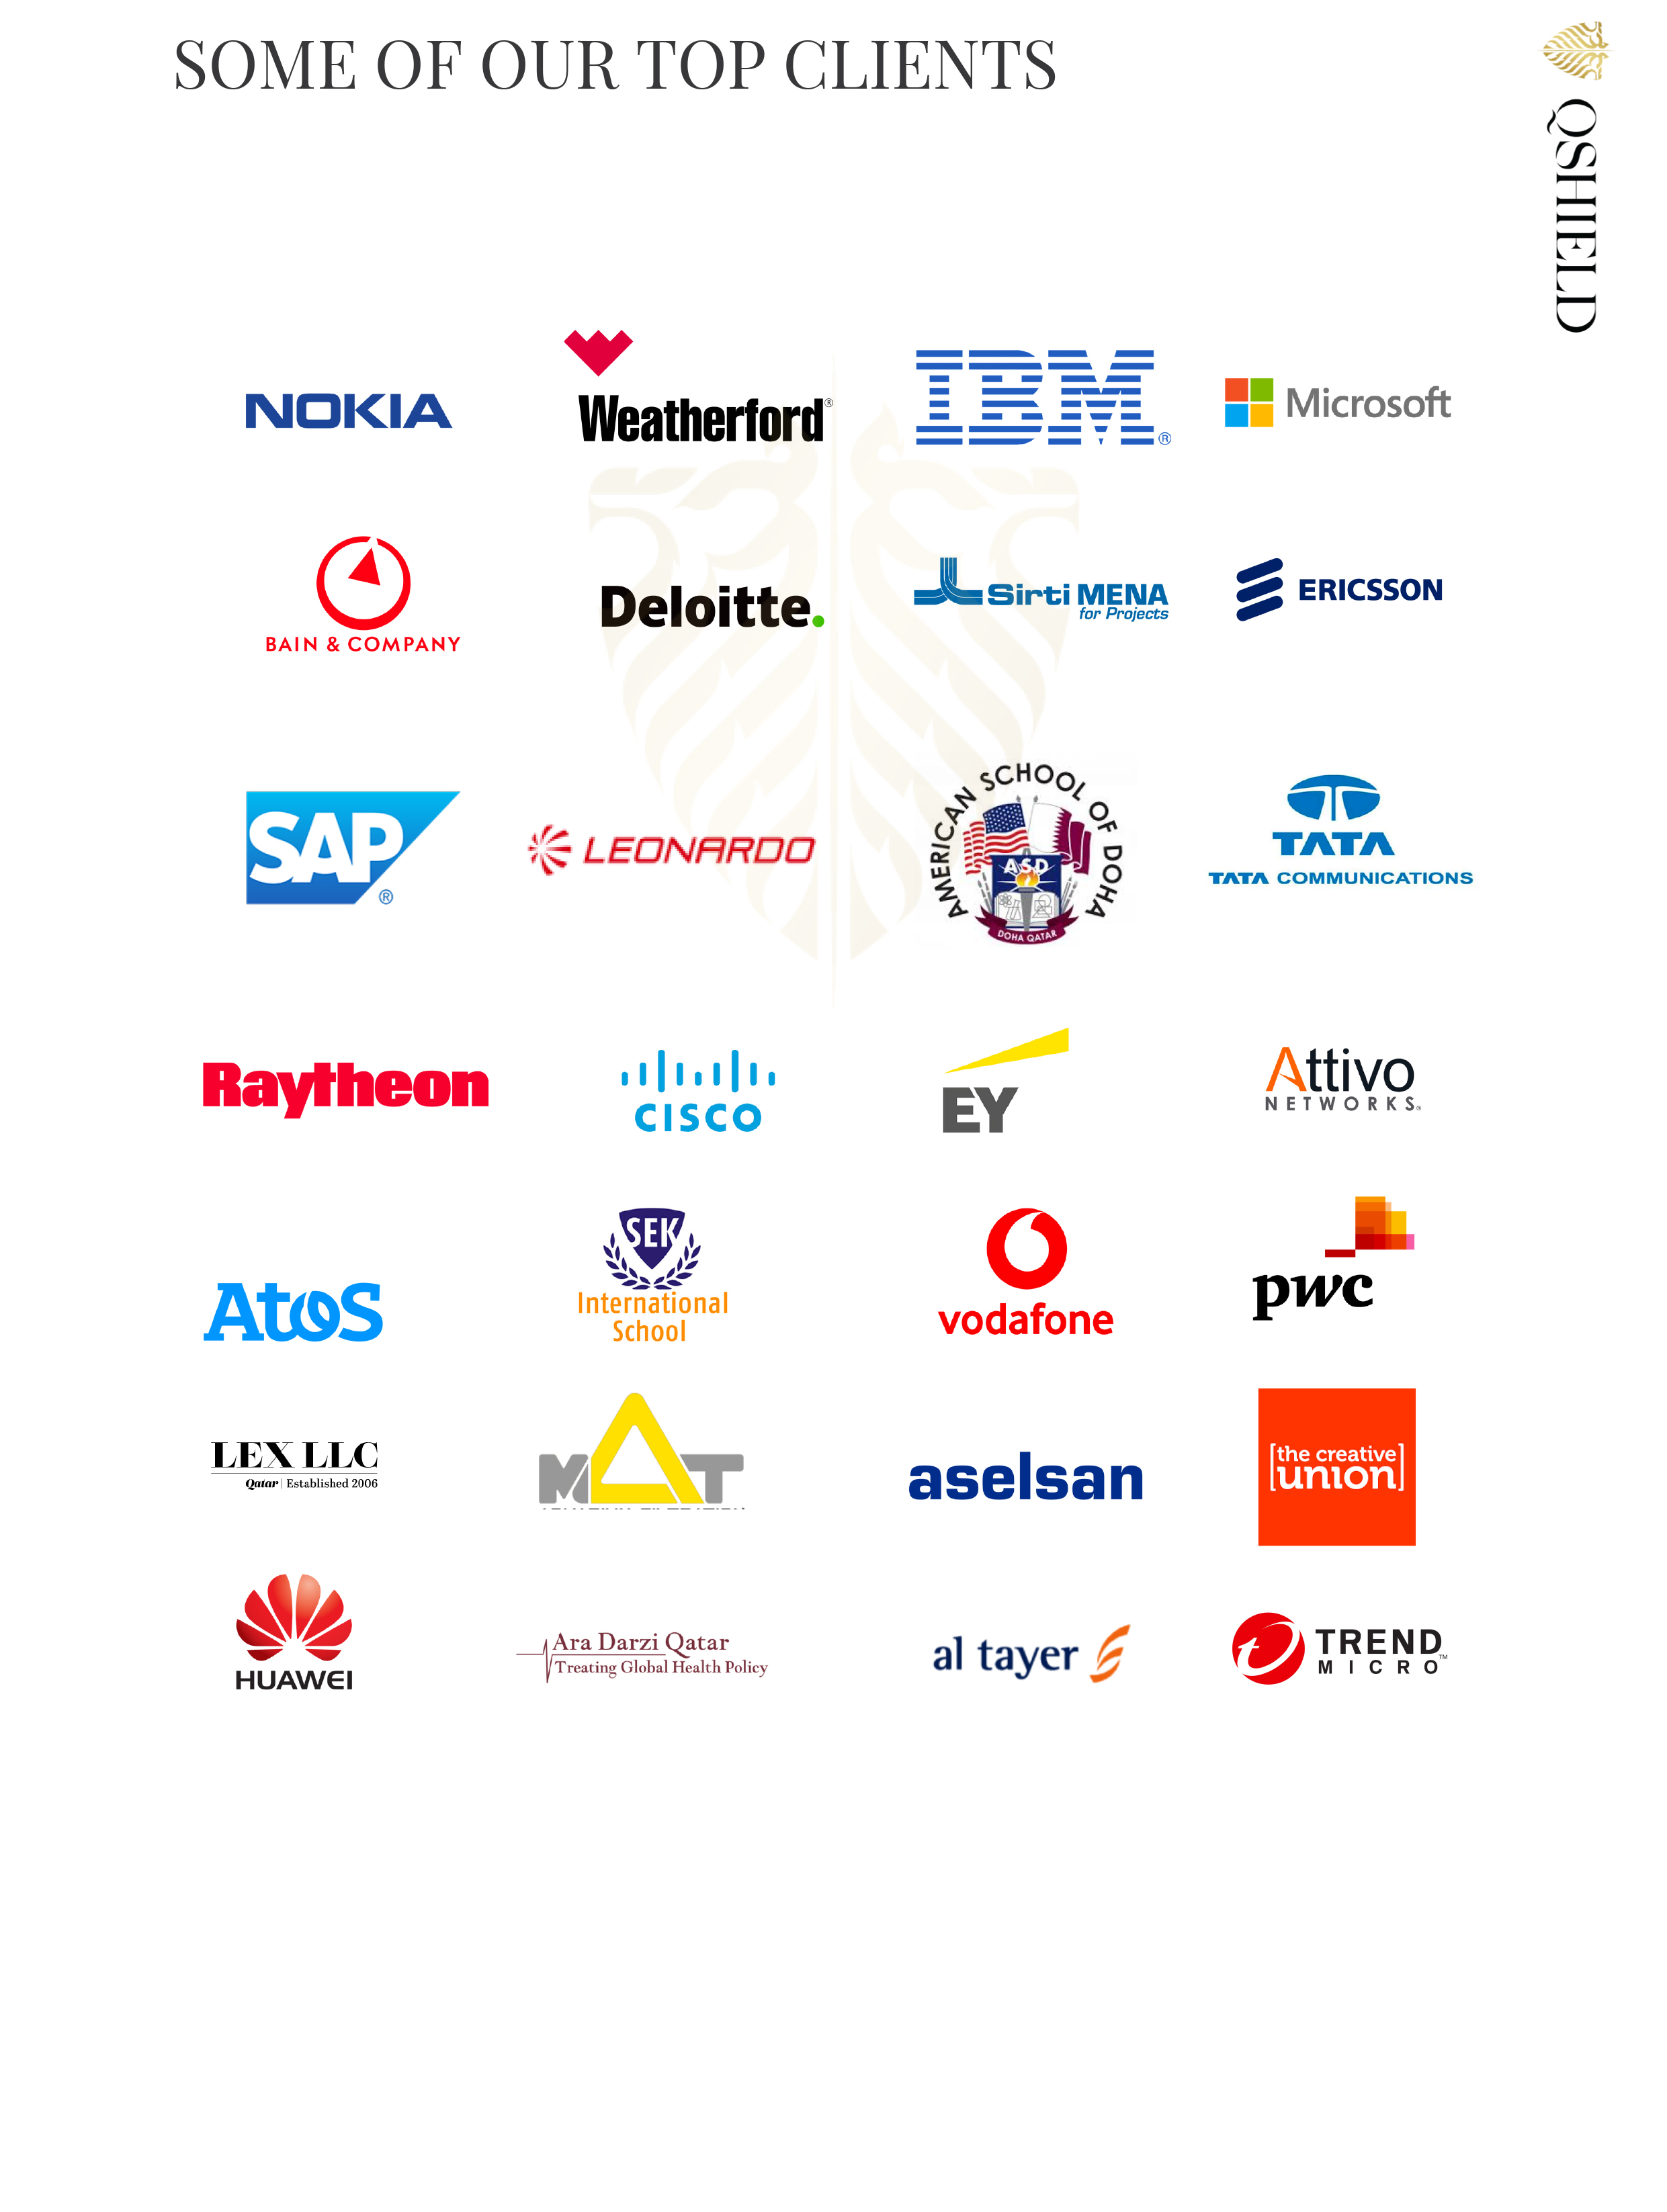 SOME OF OUR TOP CLIENTS
QSHIELD
NOKIA
Weatherford®
IBM®
Microsoft
BAIN & COMPANY
Deloitte.
Sirti MENA
for Projects
ERICSSON
SAP®
LEONARDO
AMERICAN SCHOOL OF DOHA
ASD
DOHA QATAR
TATA
TATA COMMUNICATIONS
Raytheon
CISCO
EY
Attivo
NETWORKS®
Atos
SEK
International
School
vodafone
pwc
LEX LLC
Qatar | Established 2006
MAT
aselsan
[the creative
union]
HUAWEI
Ara Darzi Qatar
Treating Global Health Policy
al tayer
TREND
MICRO™